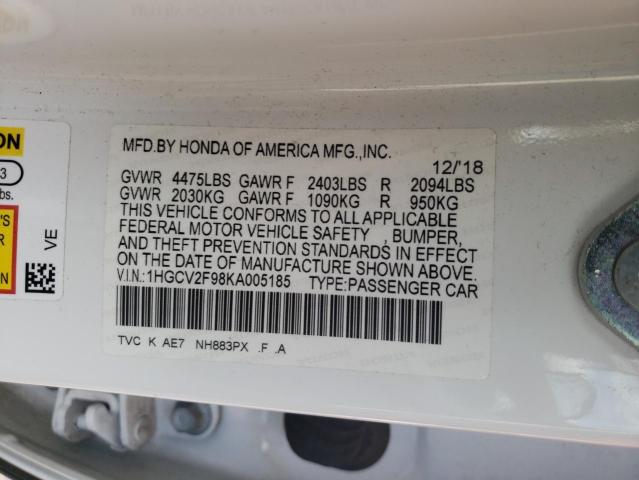 MFD.BY HONDA OF AMERICA MFG.,INC.
12/'18
GVWR 4475LBS GAWR F 2403LBS R 2094LBS
GVWR 2030KG GAWR F 1090KG R 950KG
THIS VEHICLE CONFORMS TO ALL APPLICABLE
FEDERAL MOTOR VEHICLE SAFETY , BUMPER,
AND THEFT PREVENTION STANDARDS IN EFFECT
ON THE DATE OF MANUFACTURE SHOWN ABOVE.
V.I.N.:1HGCV2F98KA005185 TYPE:PASSENGER CAR
TVC K AE7 NH883PX .F .A
ON
3
bs.
'S
R
R
VE